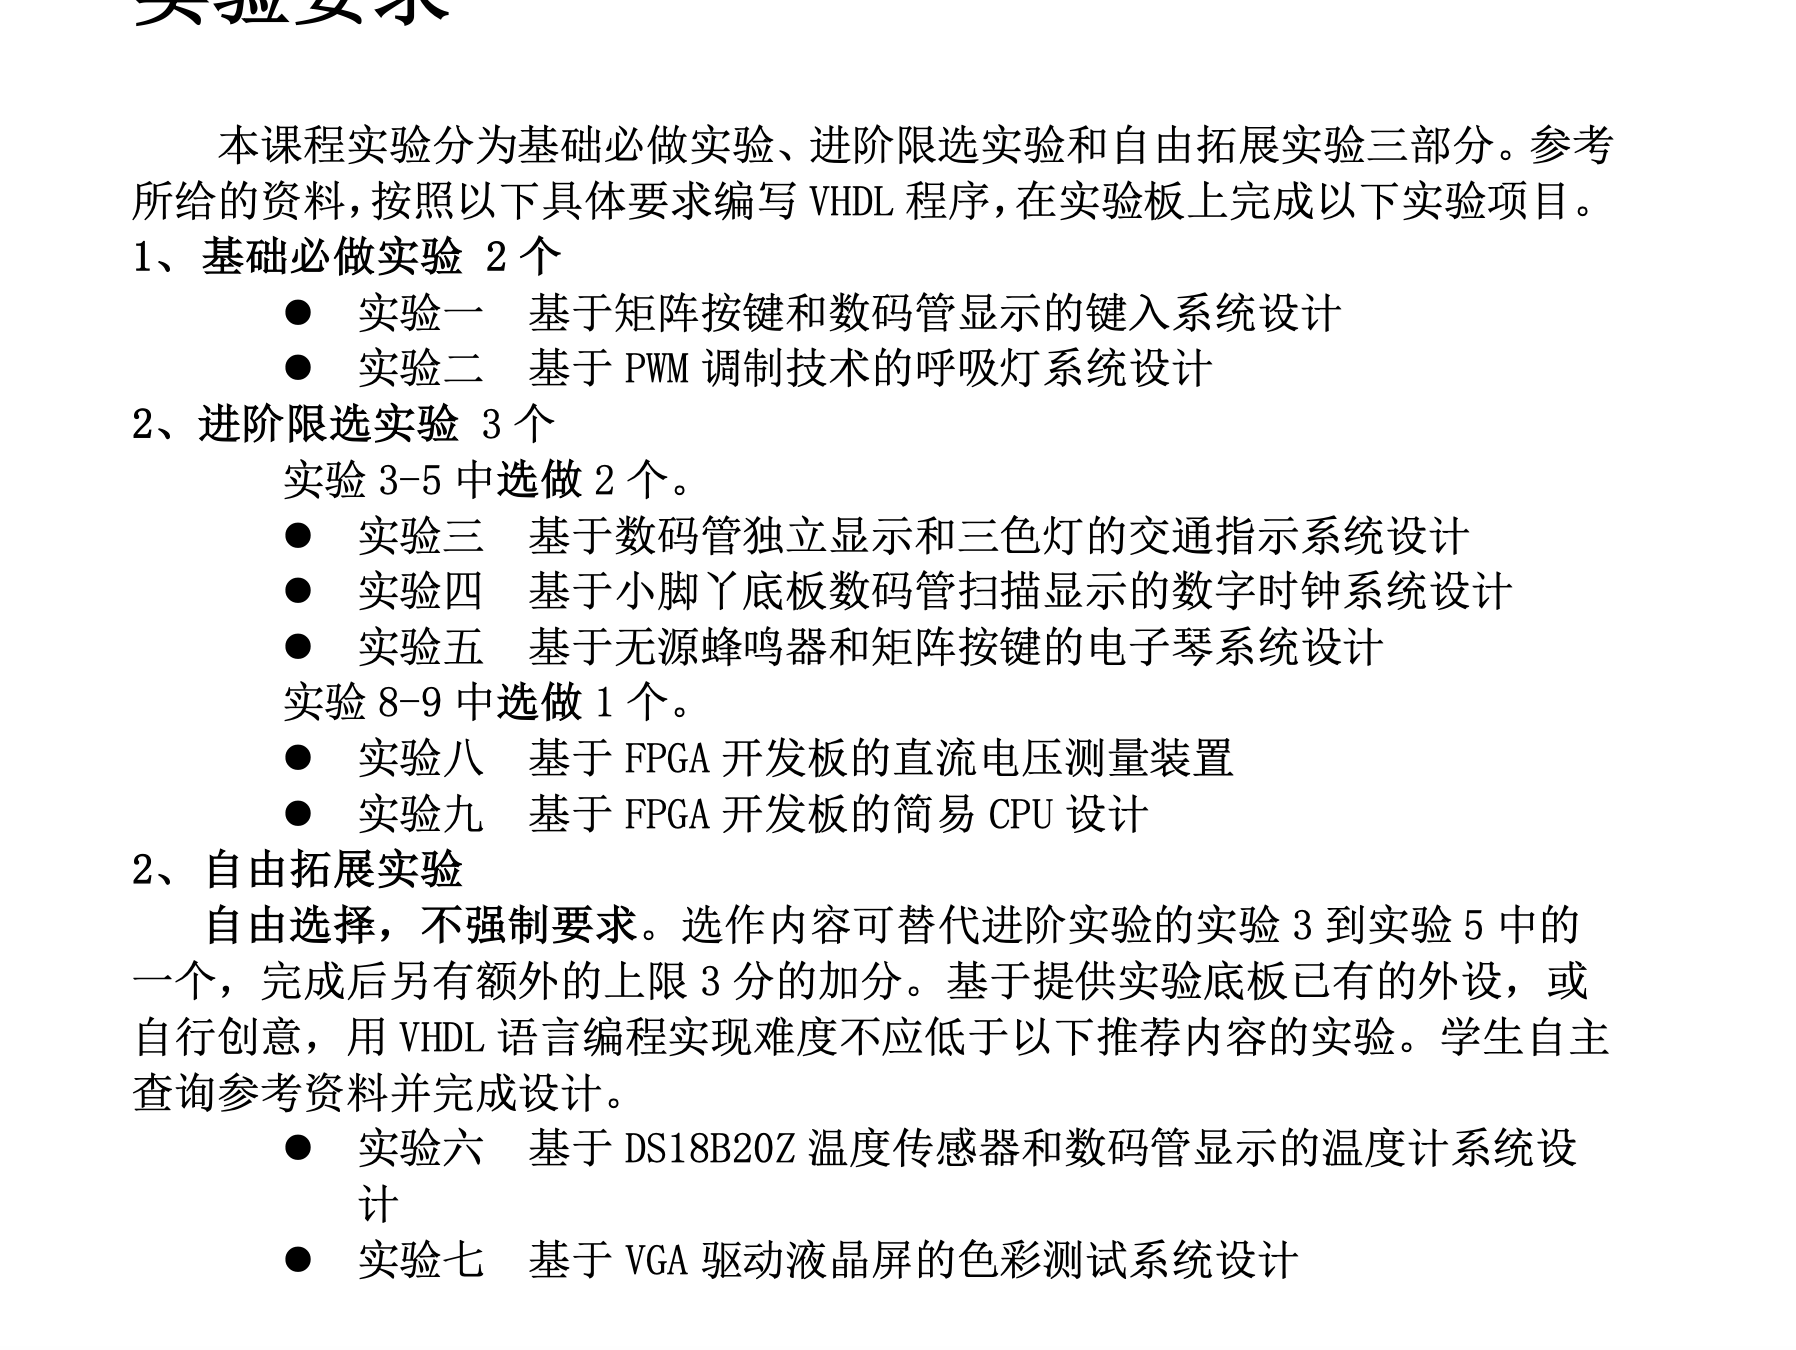 实验要求
本课程实验分为基础必做实验、进阶限选实验和自由拓展实验三部分。参考
所给的资料,按照以下具体要求编写 VHDL 程序,在实验板上完成以下实验项目。
1、基础必做实验 2 个
● 实验一 基于矩阵按键和数码管显示的键入系统设计
● 实验二 基于 PWM 调制技术的呼吸灯系统设计
2、进阶限选实验 3 个
实验 3-5 中选做 2 个。
● 实验三 基于数码管独立显示和三色灯的交通指示系统设计
● 实验四 基于小脚丫底板数码管扫描显示的数字时钟系统设计
● 实验五 基于无源蜂鸣器和矩阵按键的电子琴系统设计
实验 8-9 中选做 1 个。
● 实验八 基于 FPGA 开发板的直流电压测量装置
● 实验九 基于 FPGA 开发板的简易 CPU 设计
2、自由拓展实验
自由选择，不强制要求。选作内容可替代进阶实验的实验 3 到实验 5 中的
一个，完成后另有额外的上限 3 分的加分。基于提供实验底板已有的外设，或
自行创意，用 VHDL 语言编程实现难度不应低于以下推荐内容的实验。学生自主
查询参考资料并完成设计。
● 实验六 基于 DS18B20Z 温度传感器和数码管显示的温度计系统设
计
● 实验七 基于 VGA 驱动液晶屏的色彩测试系统设计